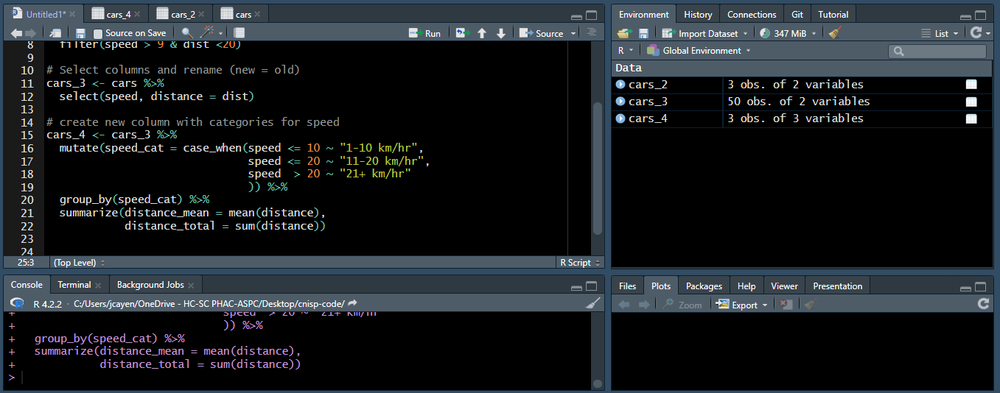 Untitled1* cars_4 cars_2 cars
Source on Save Run Source
8 filter(speed > 9 & dist <20)
9
10 # Select columns and rename (new = old)
11 cars_3 <- cars %>%
12 select(speed, distance = dist)
13
14 # create new column with categories for speed
15 cars_4 <- cars_3 %>%
16 mutate(speed_cat = case_when(speed <= 10 ~ "1-10 km/hr",
17 speed <= 20 ~ "11-20 km/hr",
18 speed > 20 ~ "21+ km/hr"
19 )) %>%
20 group_by(speed_cat) %>%
21 summarize(distance_mean = mean(distance),
22 distance_total = sum(distance))
23
24
25:3 (Top Level) R Script
Console Terminal Background Jobs
R 4.2.2 · C:/Users/jcayen/OneDrive - HC-SC PHAC-ASPC/Desktop/cnisp-code/
+ speed > 20 ~ "21+ km/hr"
+ )) %>%
+ group_by(speed_cat) %>%
+ summarize(distance_mean = mean(distance),
+ distance_total = sum(distance))
>
Environment History Connections Git Tutorial
Import Dataset 347 MiB List
R Global Environment
Data
cars_2 3 obs. of 2 variables
cars_3 50 obs. of 2 variables
cars_4 3 obs. of 3 variables
Files Plots Packages Help Viewer Presentation
Zoom Export